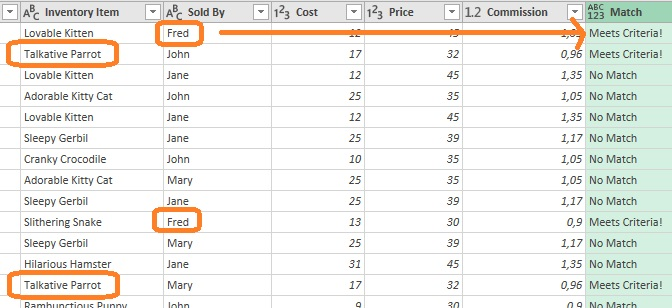 ABC Inventory Item ABC Sold By 123 Cost 123 Price 1.2 Commission ABC 123 Match
Lovable Kitten Fred 12 45 Meets Criteria!
Talkative Parrot John 17 32 0,96 Meets Criteria!
Lovable Kitten Jane 12 45 1,35 No Match
Adorable Kitty Cat John 25 35 1,05 No Match
Lovable Kitten Jane 12 45 1,35 No Match
Sleepy Gerbil Jane 25 39 1,17 No Match
Cranky Crocodile John 10 35 1,05 No Match
Adorable Kitty Cat Mary 25 35 1,05 No Match
Sleepy Gerbil Jane 25 39 1,17 No Match
Slithering Snake Fred 13 30 0,9 Meets Criteria!
Sleepy Gerbil Mary 25 39 1,17 No Match
Hilarious Hamster Jane 31 45 1,35 No Match
Talkative Parrot Mary 17 32 0,96 Meets Criteria!
Rambunctious Puppy John 9 30 0,9 No Match